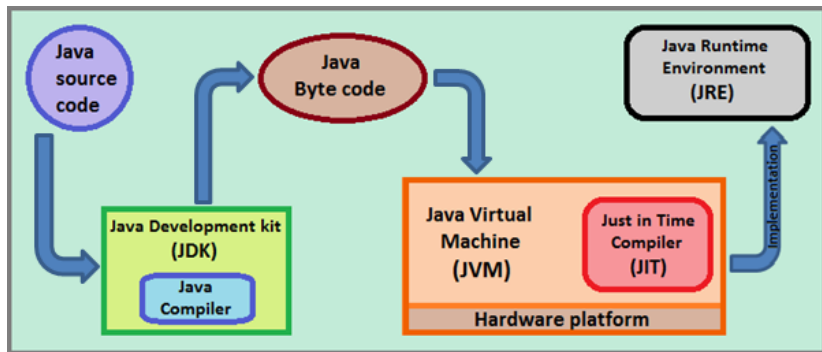 Java
source
code
Java
Byte code
Java Runtime
Environment
(JRE)
Java Development kit
(JDK)
Java
Compiler
Java Virtual
Machine
(JVM)
Just in Time
Compiler
(JIT)
Implementation
Hardware platform